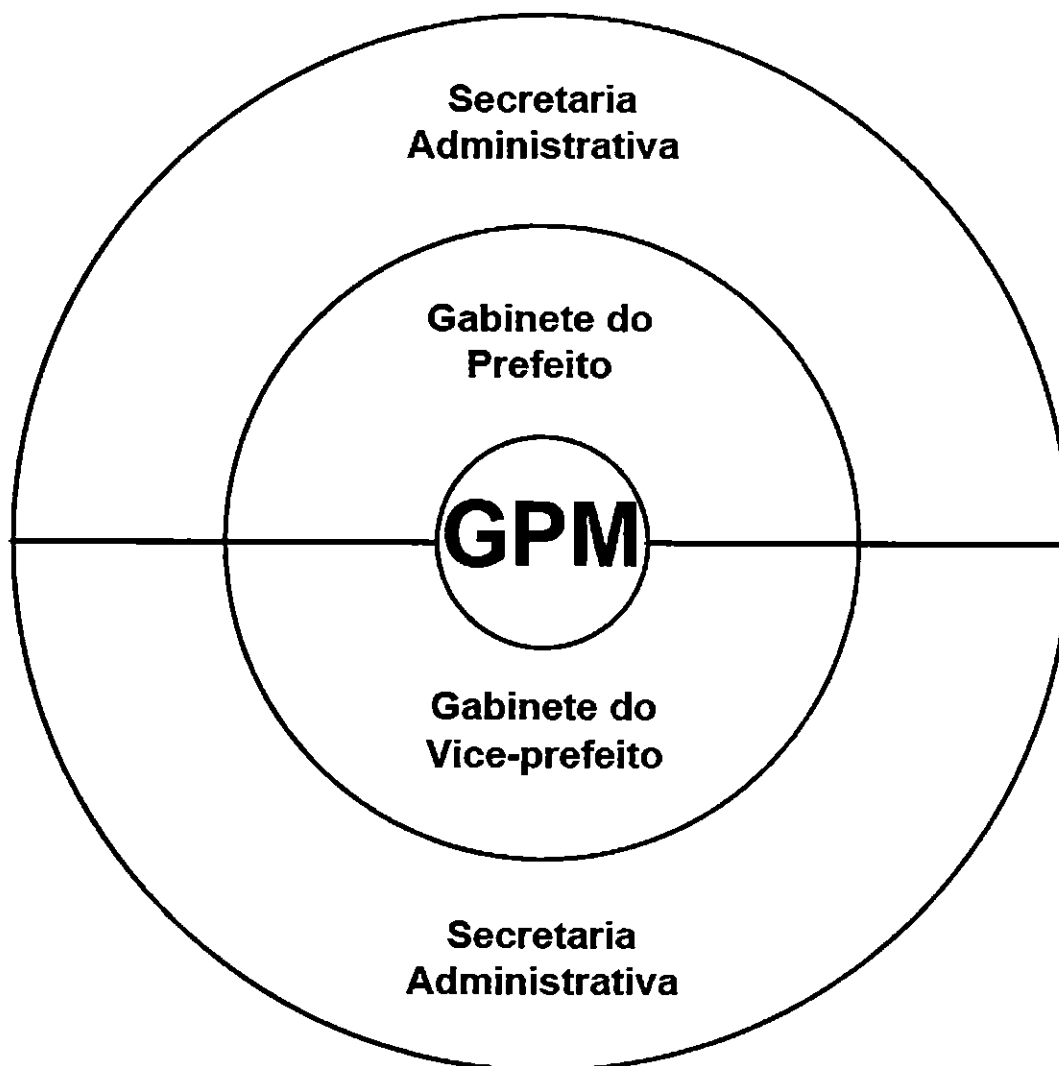 Secretaria
Administrativa
Gabinete do
Prefeito
GPM
Gabinete do
Vice-prefeito
Secretaria
Administrativa